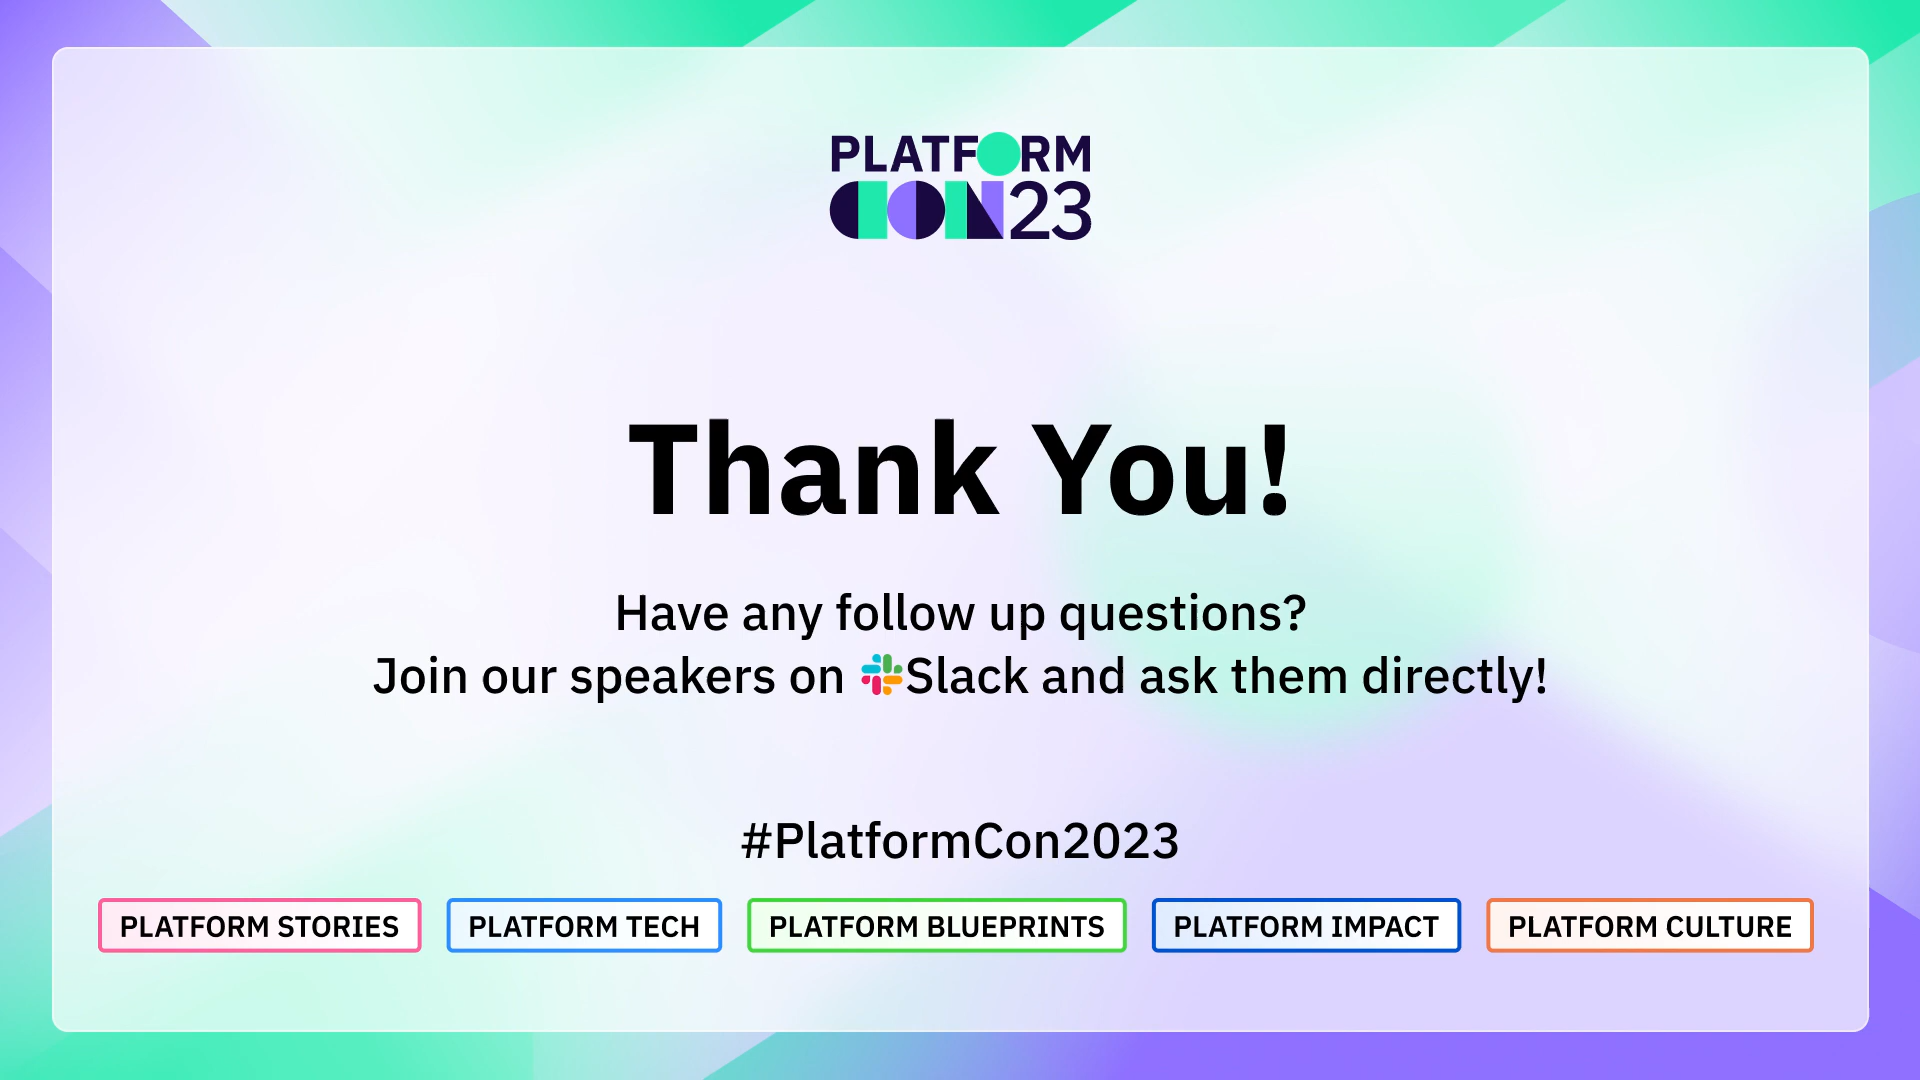 PLATFORM
CON23
Thank You!
Have any follow up questions?
Join our speakers on Slack and ask them directly!
#PlatformCon2023
PLATFORM STORIES
PLATFORM TECH
PLATFORM BLUEPRINTS
PLATFORM IMPACT
PLATFORM CULTURE